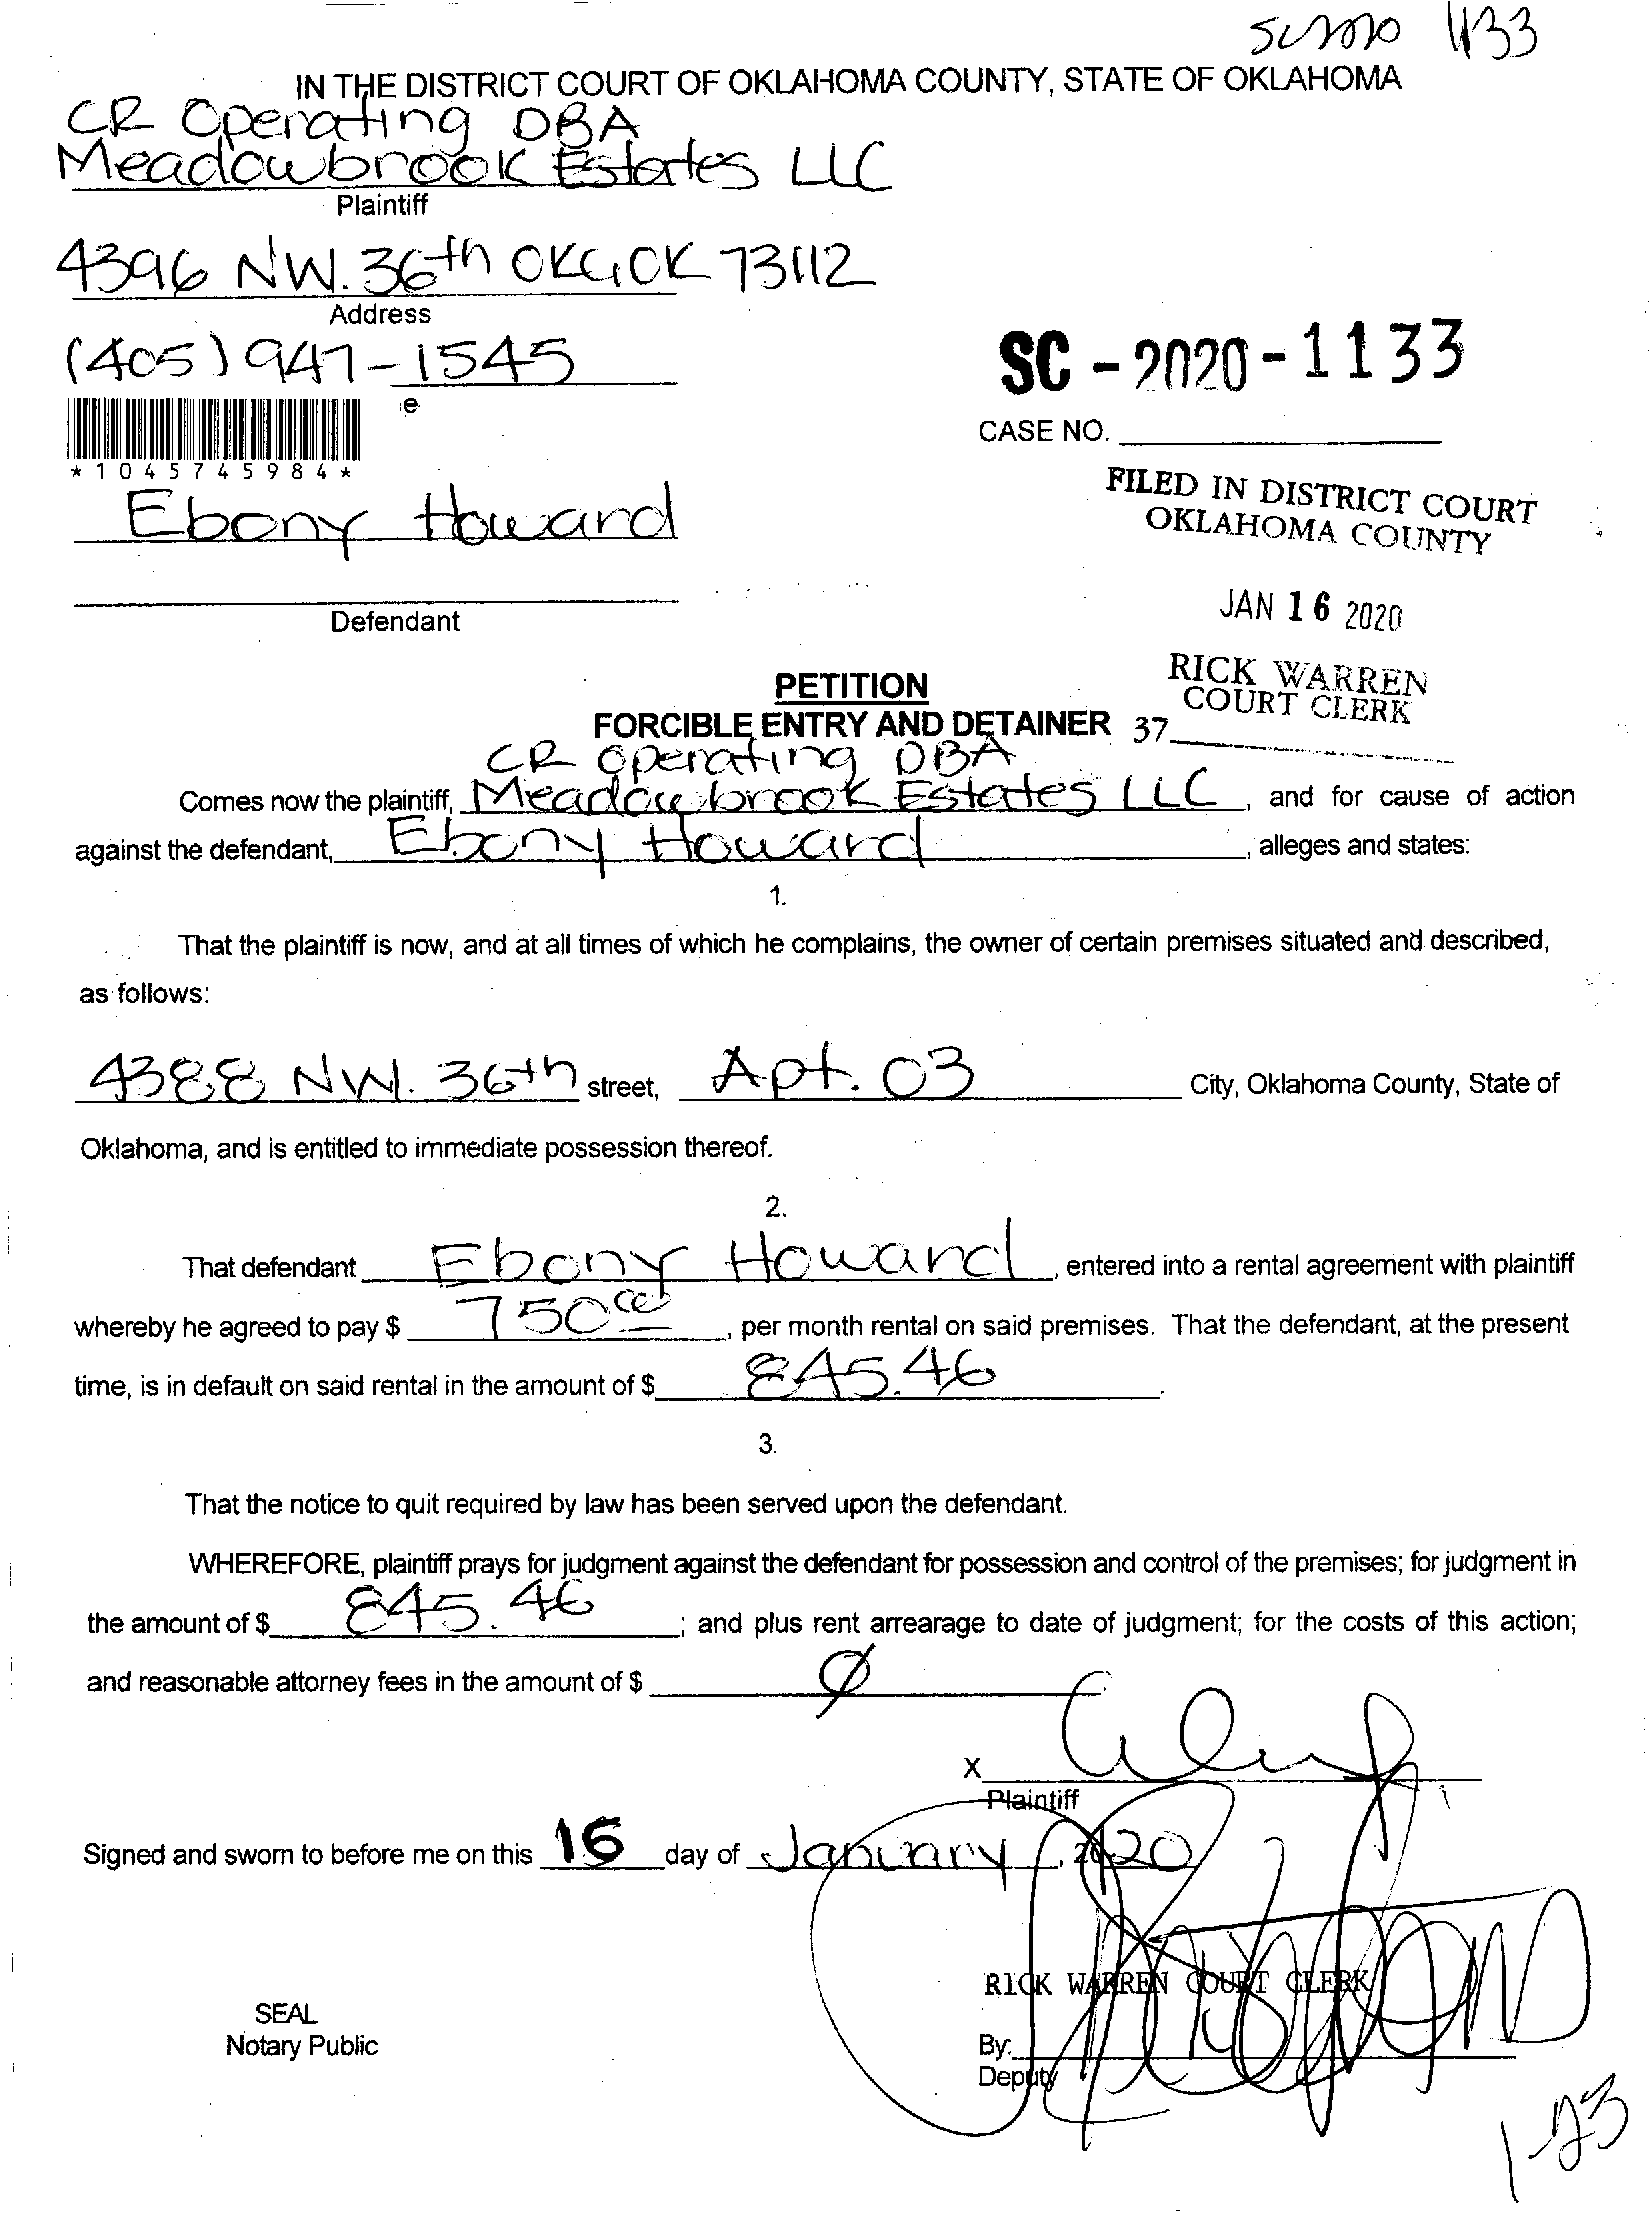 SC2020 1133
IN THE DISTRICT COURT OF OKLAHOMA COUNTY, STATE OF OKLAHOMA
CR Operating DBA
Meadowbrook Estates LLC
Plaintiff
4396 NW. 36th OKC, OK 73112
Address
(405) 947-1545
e
SC - 2020 - 1133
CASE NO.
*1045745984*
FILED IN DISTRICT COURT
OKLAHOMA COUNTY
Ebony Howard
Defendant
JAN 16 2020
RICK WARREN
COURT CLERK
37
PETITION
FORCIBLE ENTRY AND DETAINER
CR Operating DBA
Comes now the plaintiff, Meadowbrook Estates LLC, and for cause of action
against the defendant, Ebony Howard, alleges and states:
1.
That the plaintiff is now, and at all times of which he complains, the owner of certain premises situated and described,
as follows:
4388 NW. 36th street, Apt. 03 City, Oklahoma County, State of
Oklahoma, and is entitled to immediate possession thereof.
2.
That defendant Ebony Howard, entered into a rental agreement with plaintiff
whereby he agreed to pay $ 750.00, per month rental on said premises. That the defendant, at the present
time, is in default on said rental in the amount of $ 845.46.
3.
That the notice to quit required by law has been served upon the defendant.
WHEREFORE, plaintiff prays for judgment against the defendant for possession and control of the premises; for judgment in
the amount of $ 845.46; and plus rent arrearage to date of judgment; for the costs of this action;
and reasonable attorney fees in the amount of $ Ø
X
Plaintiff
Signed and sworn to before me on this 16 day of January, 2020
RICK WARREN COURT CLERK
SEAL
Notary Public
By:
Deputy
1-23